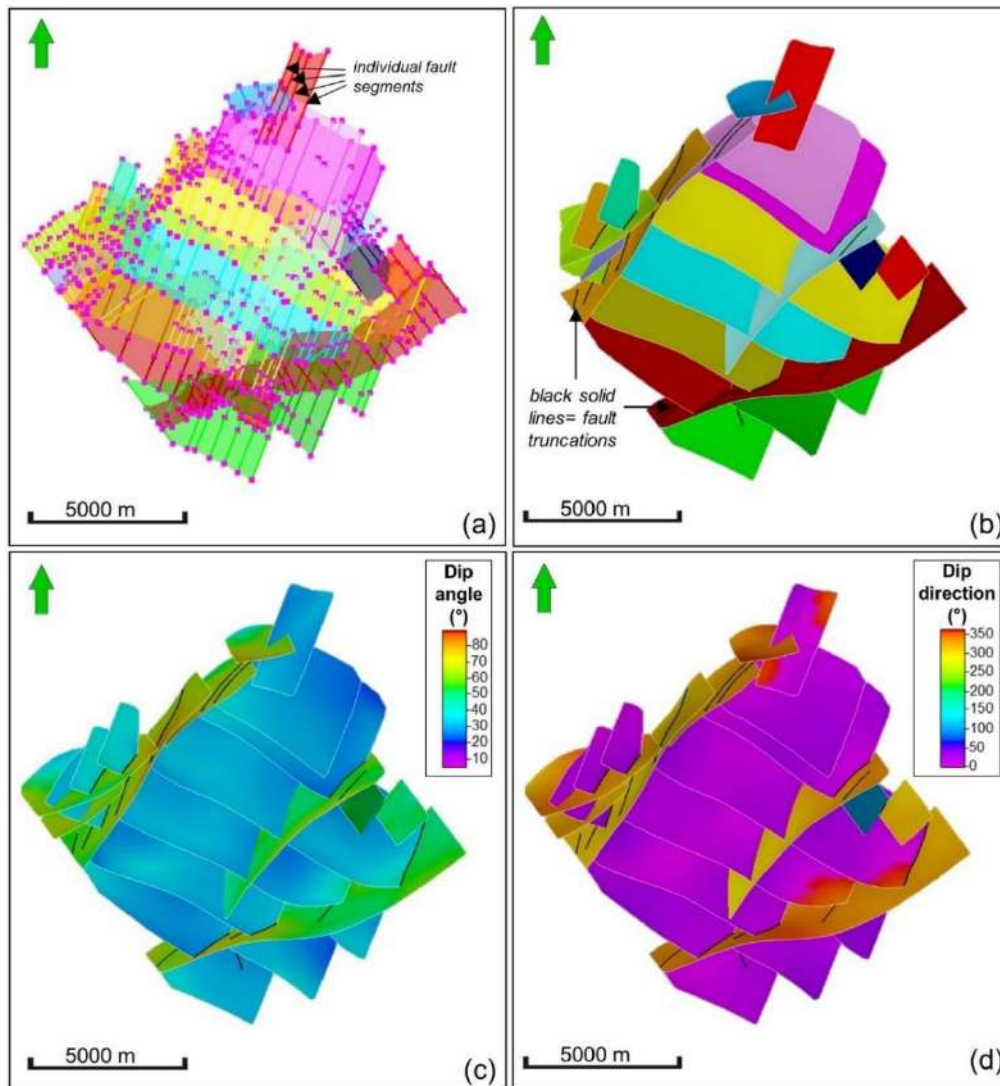 individual fault
segments
5000 m
(a)
black solid
lines= fault
truncations
5000 m
(b)
Dip
angle
(°)
80
70
60
50
40
30
20
10
5000 m
(c)
Dip
direction
(°)
350
300
250
200
150
100
50
0
5000 m
(d)